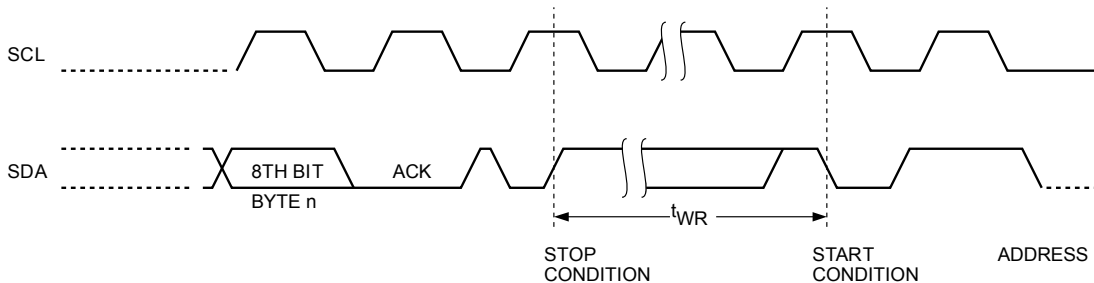 SCL
SDA
8TH BIT
ACK
BYTE n
tWR
STOP
CONDITION
START
CONDITION
ADDRESS